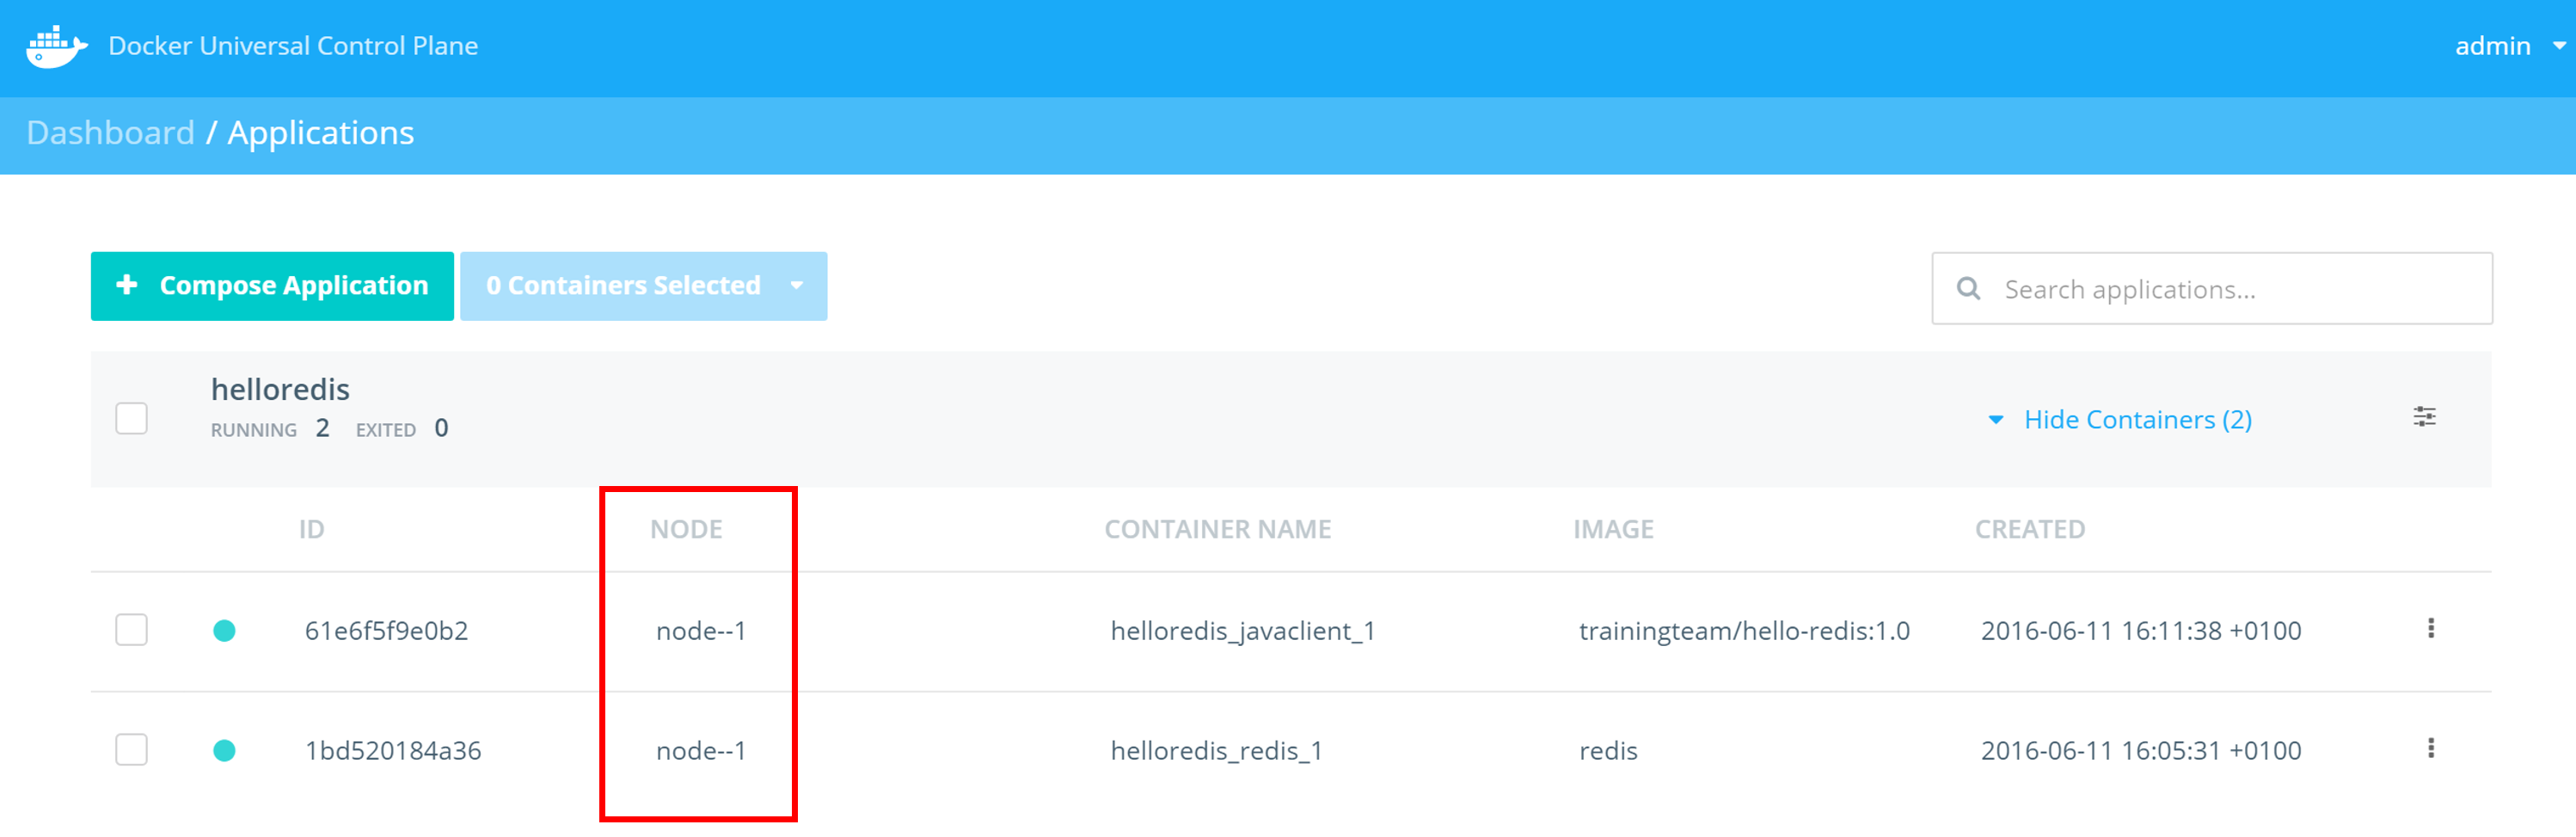 Docker Universal Control Plane
admin
Dashboard / Applications
+ Compose Application
0 Containers Selected
Search applications...
helloredis
RUNNING 2 EXITED 0
Hide Containers (2)
ID NODE CONTAINER NAME IMAGE CREATED
61e6f5f9e0b2 node--1 helloredis_javaclient_1 trainingteam/hello-redis:1.0 2016-06-11 16:11:38 +0100
1bd520184a36 node--1 helloredis_redis_1 redis 2016-06-11 16:05:31 +0100